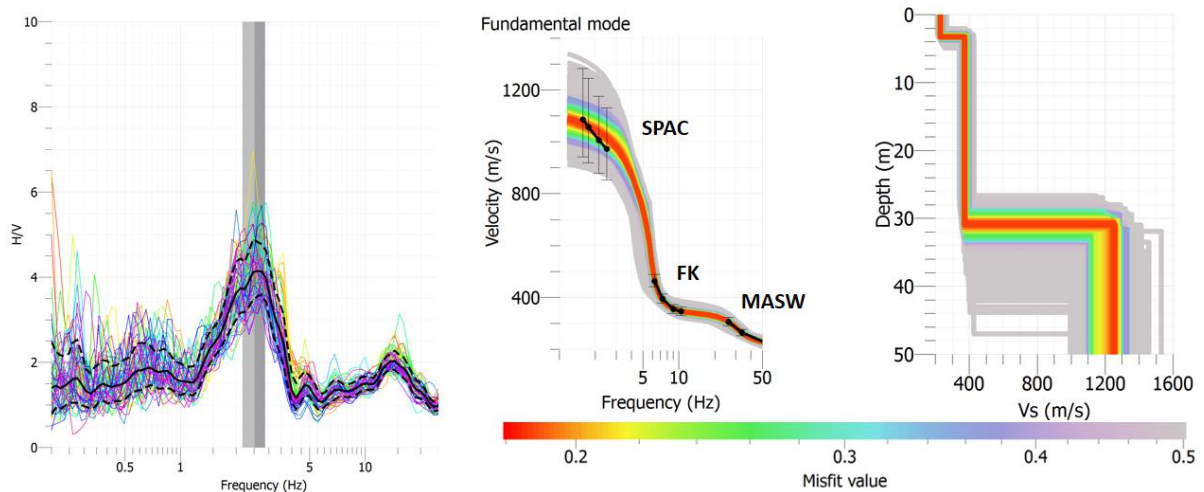 10
8
6
4
2
0
H/V
0.5 1 5 10
Frequency (Hz)
Fundamental mode
1200
800
400
Velocity (m/s)
SPAC
FK
MASW
5 10 50
Frequency (Hz)
0
10
20
30
40
50
Depth (m)
400 800 1200 1600
Vs (m/s)
0.2 0.3 0.4 0.5
Misfit value